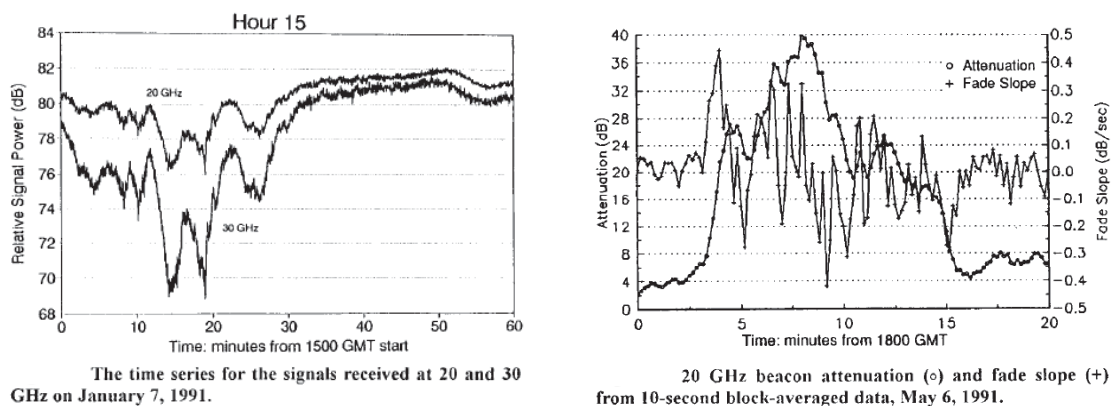 Hour 15
84
82
80
78
76
74
72
70
68
Relative Signal Power (dB)
20 GHz
30 GHz
0 10 20 30 40 50 60
Time: minutes from 1500 GMT start
The time series for the signals received at 20 and 30
GHz on January 7, 1991.
40
36
32
28
24
20
16
12
8
4
0
Attenuation (dB)
o Attenuation
+ Fade Slope
0.5
0.4
0.3
0.2
0.1
0.0
-0.1
-0.2
-0.3
-0.4
-0.5
Fade Slope (dB/sec)
0 5 10 15 20
Time: minutes from 1800 GMT
20 GHz beacon attenuation (o) and fade slope (+)
from 10-second block-averaged data, May 6, 1991.